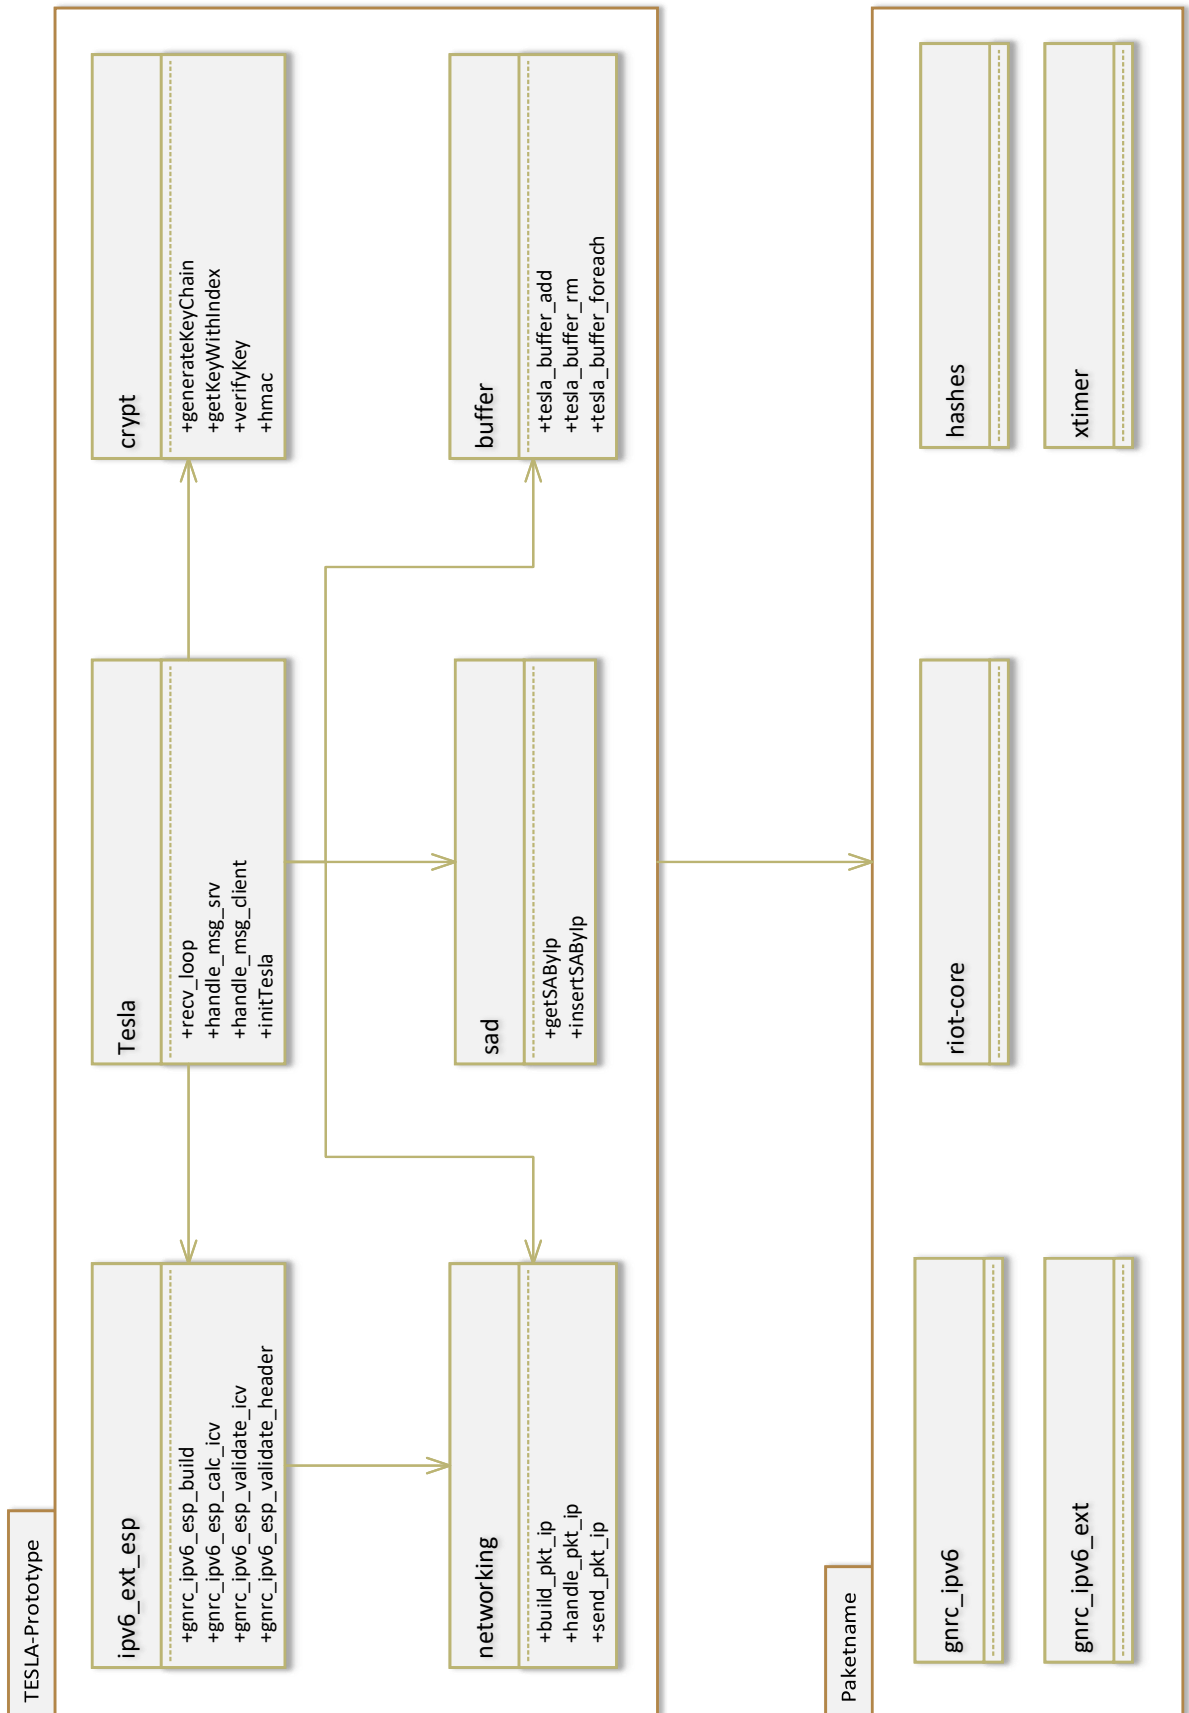 TESLA-Prototype
ipv6_ext_esp
+gnrc_ipv6_esp_build
+gnrc_ipv6_esp_calc_icv
+gnrc_ipv6_esp_validate_icv
+gnrc_ipv6_esp_validate_header
Tesla
+recv_loop
+handle_msg_srv
+handle_msg_client
+initTesla
crypt
+generateKeyChain
+getKeyWithIndex
+verifyKey
+hmac
networking
+build_pkt_ip
+handle_pkt_ip
+send_pkt_ip
sad
+getSAByIp
+insertSAByIp
buffer
+tesla_buffer_add
+tesla_buffer_rm
+tesla_buffer_foreach
Paketname
gnrc_ipv6
riot-core
hashes
gnrc_ipv6_ext
xtimer